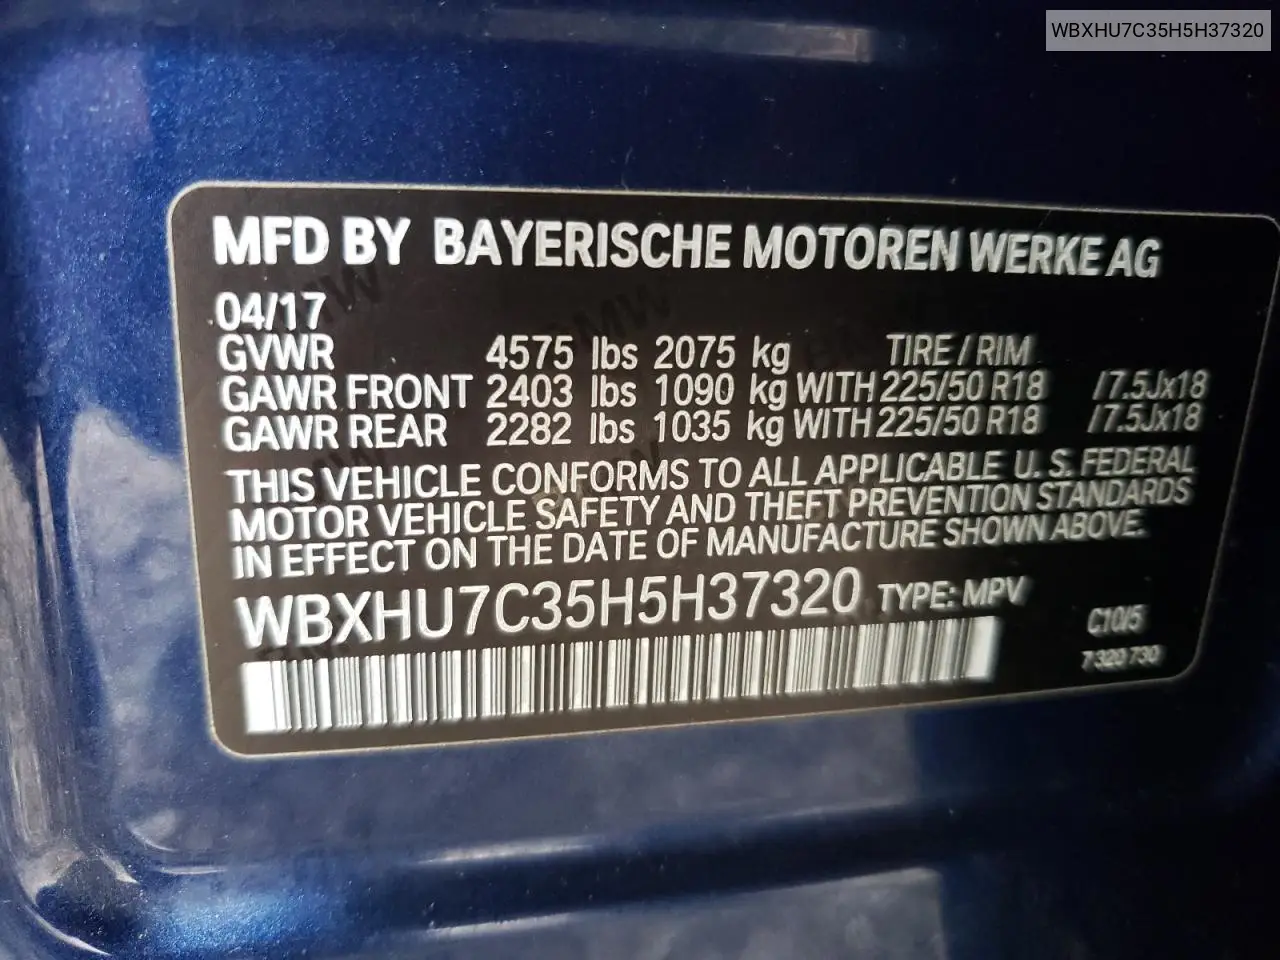 WBXHU7C35H5H37320
MFD BY BAYERISCHE MOTOREN WERKE AG
04/17
GVWR 4575 lbs 2075 kg TIRE / RIM
GAWR FRONT 2403 lbs 1090 kg WITH 225/50 R18 / 7.5Jx18
GAWR REAR 2282 lbs 1035 kg WITH 225/50 R18 / 7.5Jx18
THIS VEHICLE CONFORMS TO ALL APPLICABLE U. S. FEDERAL
MOTOR VEHICLE SAFETY AND THEFT PREVENTION STANDARDS
IN EFFECT ON THE DATE OF MANUFACTURE SHOWN ABOVE.
WBXHU7C35H5H37320 TYPE: MPV
C10/5
7 320 730